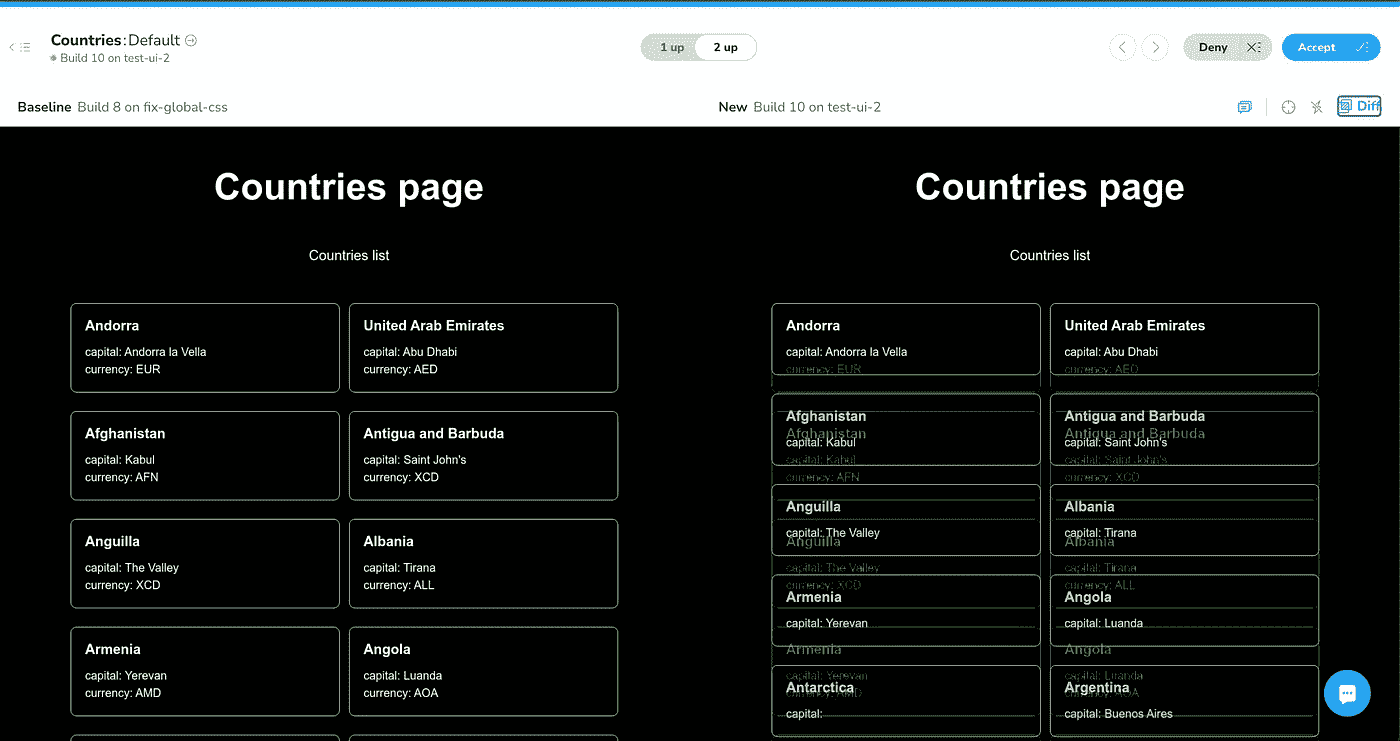 Countries: Default
Build 10 on test-ui-2
1 up 2 up
Deny
Accept
Baseline Build 8 on fix-global-css
New Build 10 on test-ui-2
Diff
Countries page
Countries list
Andorra
capital: Andorra la Vella
currency: EUR
United Arab Emirates
capital: Abu Dhabi
currency: AED
Afghanistan
capital: Kabul
currency: AFN
Antigua and Barbuda
capital: Saint John's
currency: XCD
Anguilla
capital: The Valley
currency: XCD
Albania
capital: Tirana
currency: ALL
Armenia
capital: Yerevan
currency: AMD
Angola
capital: Luanda
currency: AOA
Countries page
Countries list
Andorra
capital: Andorra la Vella
currency: EUR
United Arab Emirates
capital: Abu Dhabi
currency: AED
Afghanistan
Afghanistan
capital: Kabul
capital: Kabul
currency: AFN
Antigua and Barbuda
Antigua and Barbuda
capital: Saint John's
capital: Saint John's
currency: XCD
Anguilla
capital: The Valley
Anguilla
capital: The Valley
currency: XCD
Albania
capital: Tirana
Albania
capital: Tirana
currency: ALL
Armenia
capital: Yerevan
Armenia
capital: Yerevan
currency: AMD
Angola
capital: Luanda
Angola
capital: Luanda
currency: AOA
Antarctica
capital:
Argentina
capital: Buenos Aires